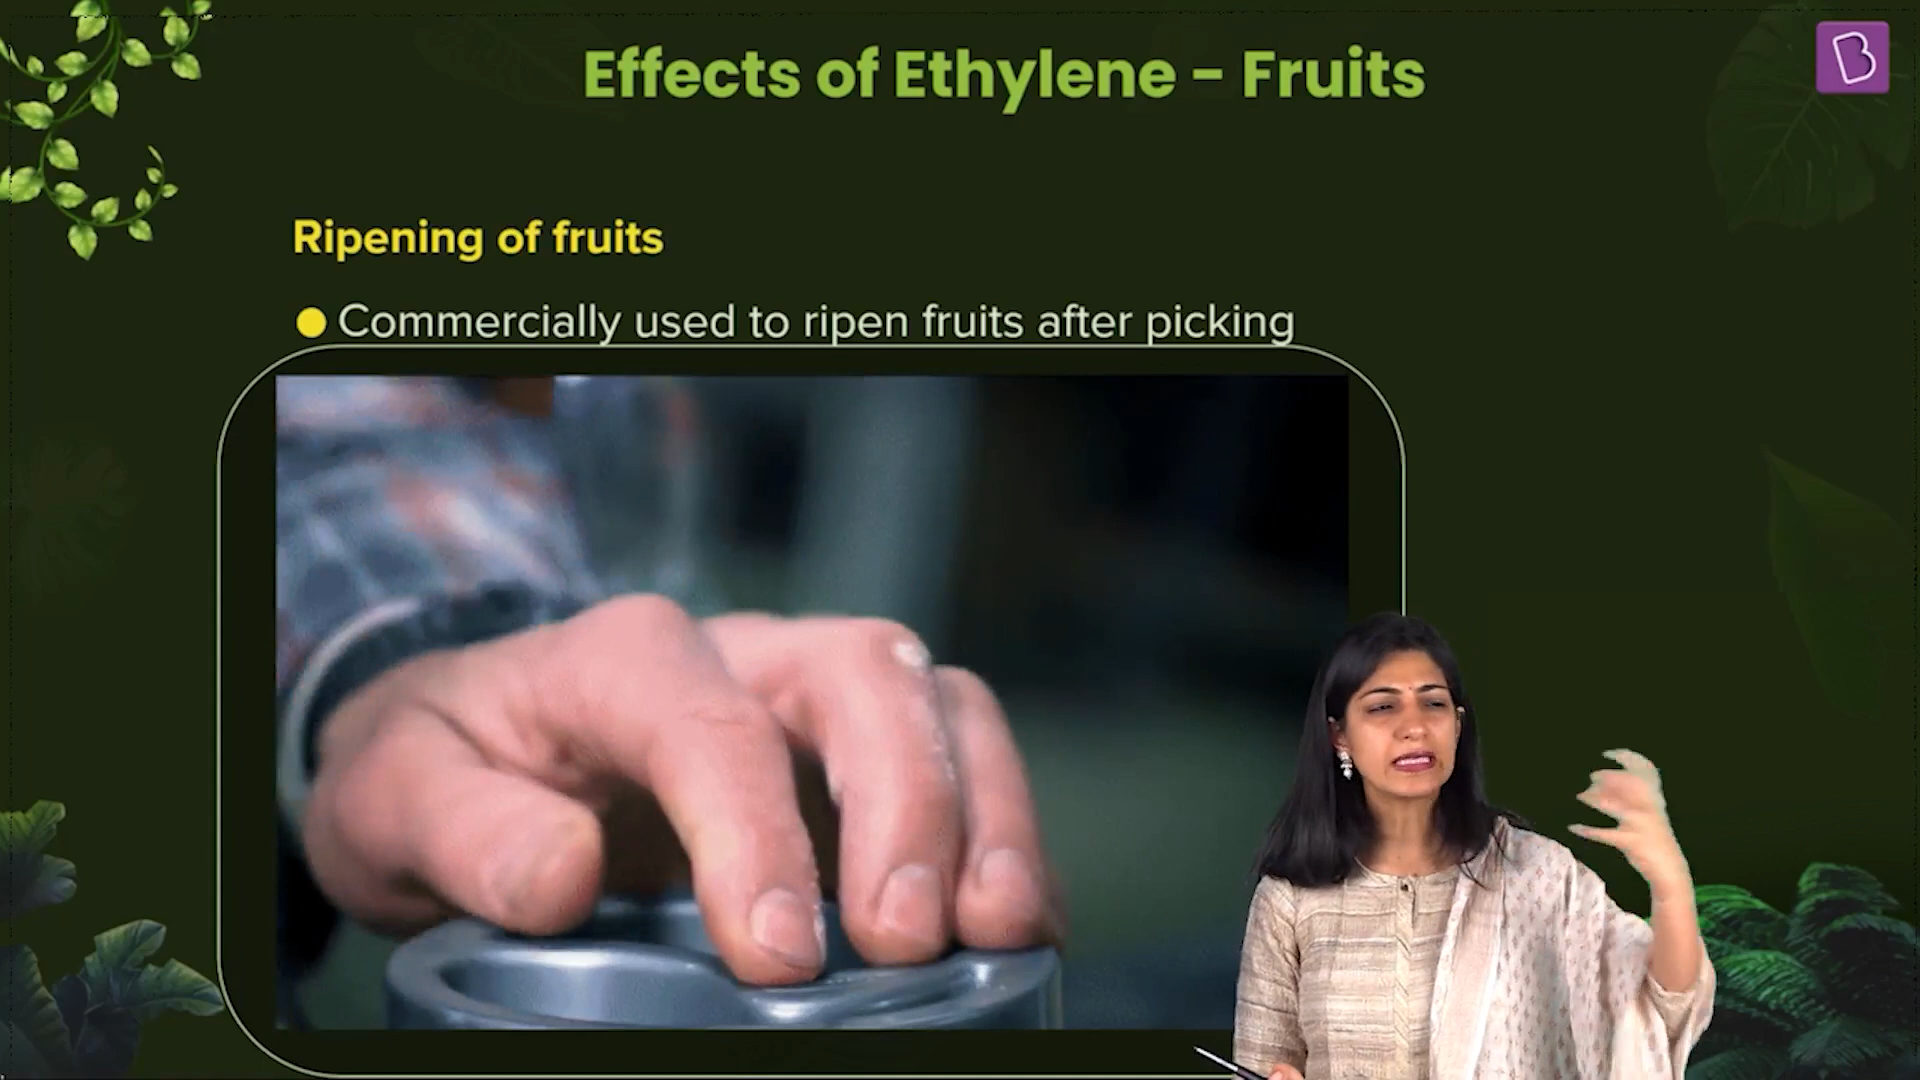 Effects of Ethylene - Fruits
Ripening of fruits
Commercially used to ripen fruits after picking